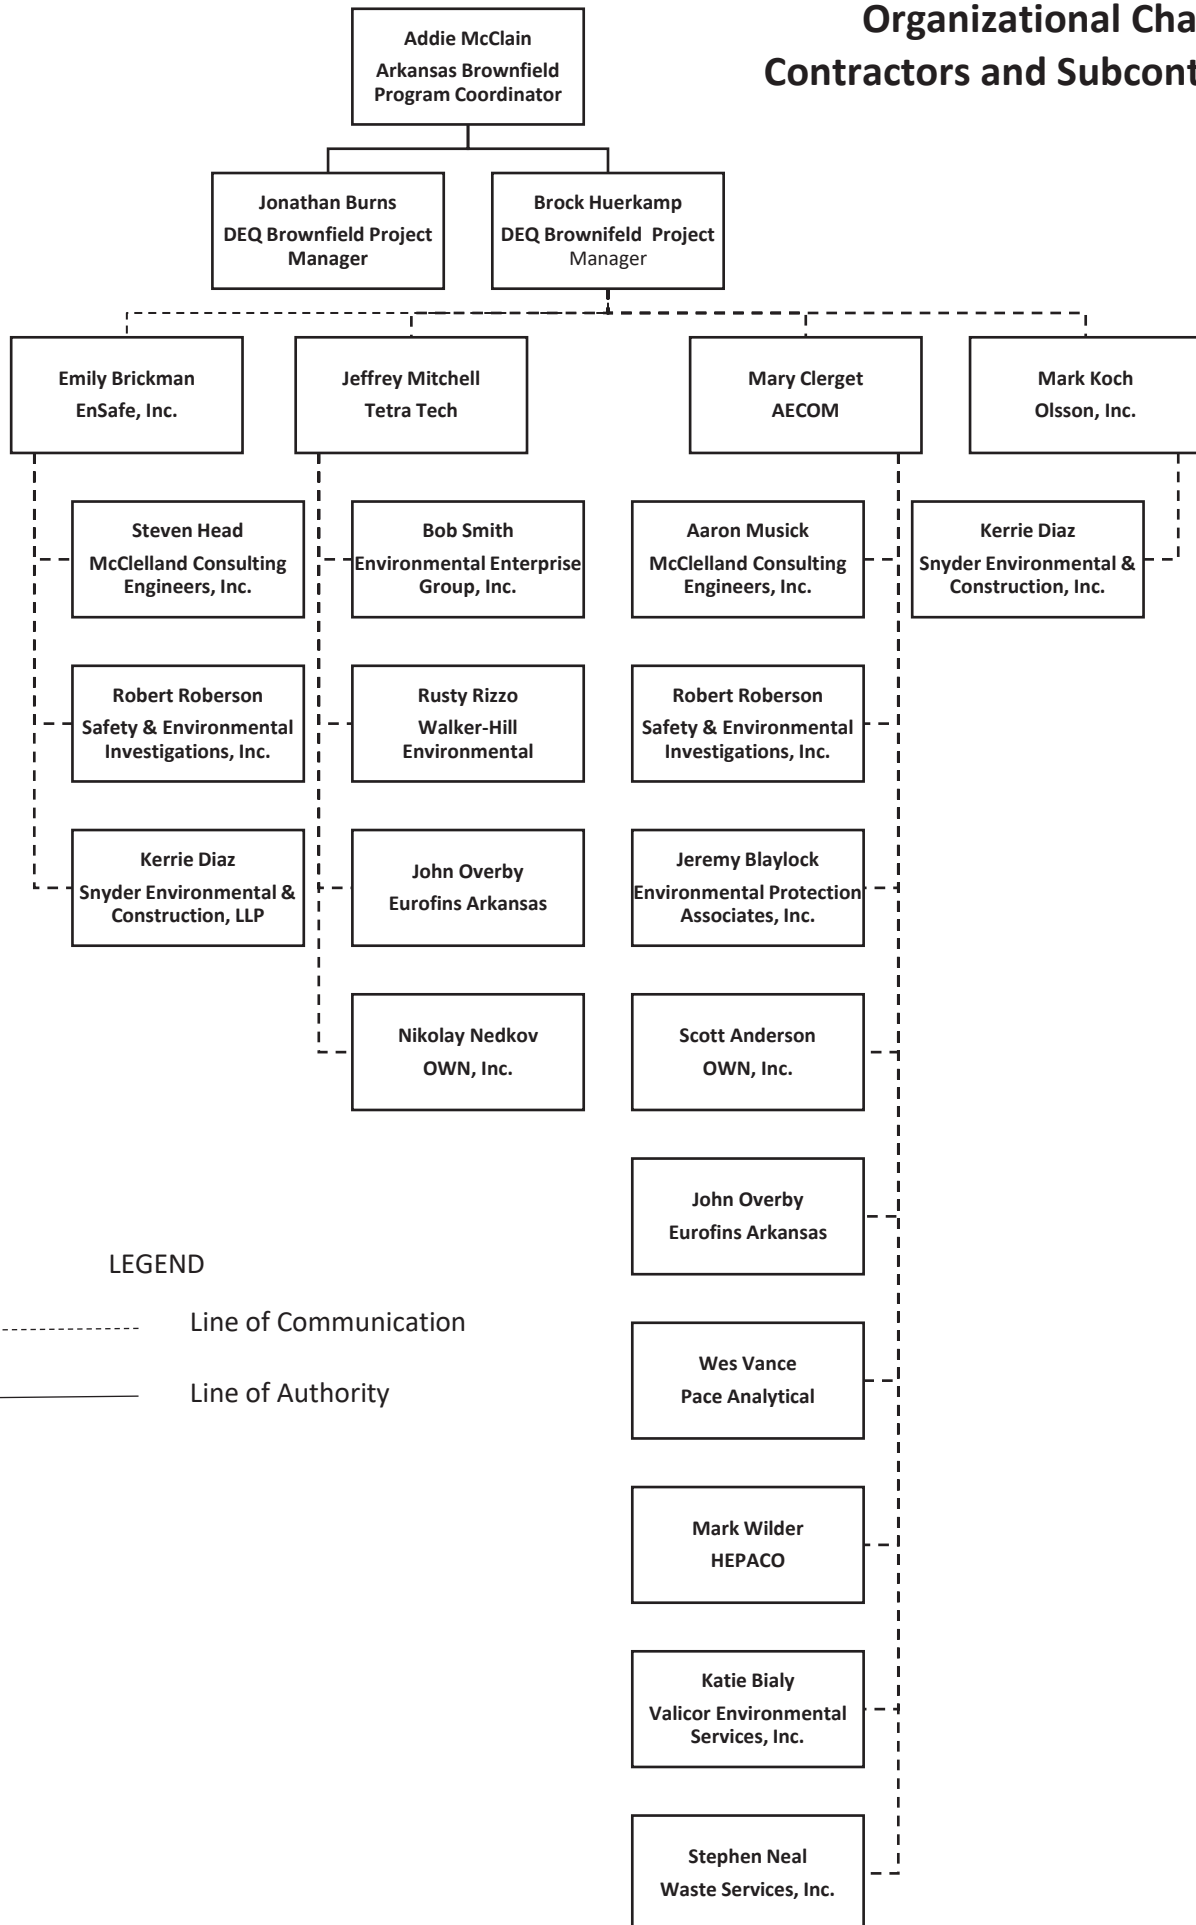 Organizational Cha
Contractors and Subcont
Addie McClain
Arkansas Brownfield
Program Coordinator
Jonathan Burns
DEQ Brownfield Project
Manager
Brock Huerkamp
DEQ Brownifeld Project
Manager
Emily Brickman
EnSafe, Inc.
Jeffrey Mitchell
Tetra Tech
Mary Clerget
AECOM
Mark Koch
Olsson, Inc.
Steven Head
McClelland Consulting
Engineers, Inc.
Bob Smith
Environmental Enterprise
Group, Inc.
Aaron Musick
McClelland Consulting
Engineers, Inc.
Kerrie Diaz
Snyder Environmental &
Construction, Inc.
Robert Roberson
Safety & Environmental
Investigations, Inc.
Rusty Rizzo
Walker-Hill
Environmental
Robert Roberson
Safety & Environmental
Investigations, Inc.
Kerrie Diaz
Snyder Environmental &
Construction, LLP
John Overby
Eurofins Arkansas
Jeremy Blaylock
Environmental Protection
Associates, Inc.
Nikolay Nedkov
OWN, Inc.
Scott Anderson
OWN, Inc.
John Overby
Eurofins Arkansas
LEGEND
Line of Communication
Line of Authority
Wes Vance
Pace Analytical
Mark Wilder
HEPACO
Katie Bialy
Valicor Environmental
Services, Inc.
Stephen Neal
Waste Services, Inc.